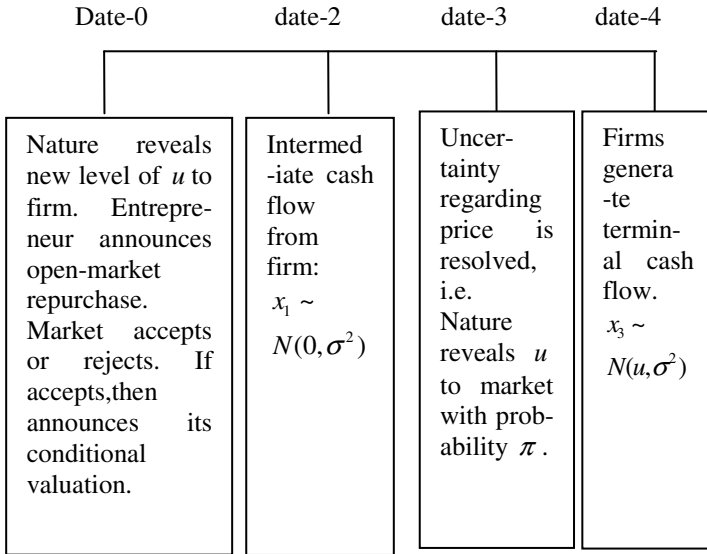 Date-0 date-2 date-3 date-4
Nature reveals
new level of u to
firm. Entrepre-
neur announces
open-market
repurchase.
Market accepts
or rejects. If
accepts,then
announces its
conditional
valuation.
Intermed
-iate cash
flow
from
firm:
x₁ ~
N(0,σ²)
Uncer-
tainty
regarding
price is
resolved,
i.e.
Nature
reveals u
to market
with prob-
ability π .
Firms
genera
-te
termin-
al cash
flow.
x₃ ~
N(u,σ²)